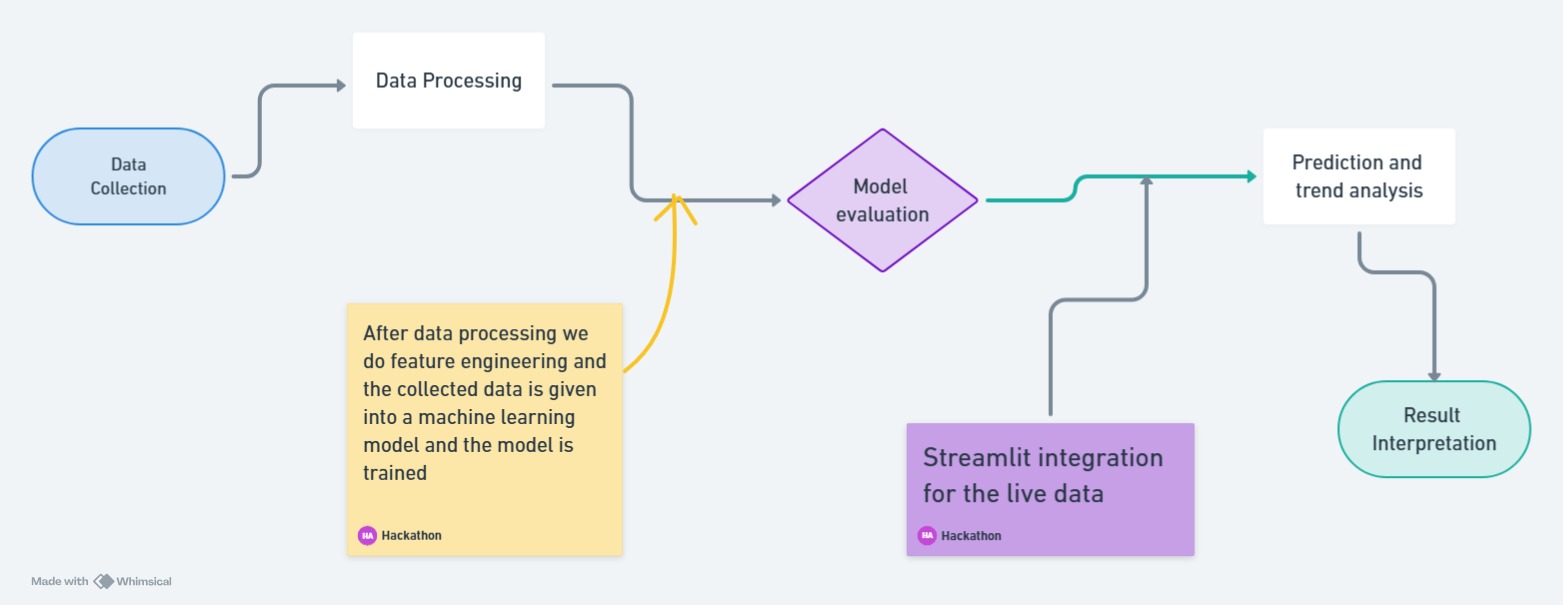 Data Processing
Data
Collection
Model
evaluation
Prediction and
trend analysis
After data processing we
do feature engineering and
the collected data is given
into a machine learning
model and the model is
trained
HA Hackathon
Streamlit integration
for the live data
HA Hackathon
Result
Interpretation
Made with Whimsical